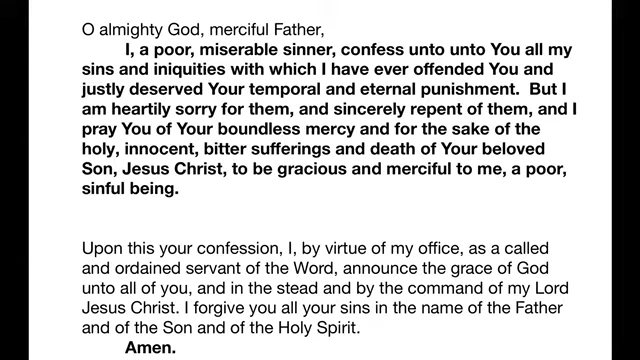 O almighty God, merciful Father,
I, a poor, miserable sinner, confess unto unto You all my
sins and iniquities with which I have ever offended You and
justly deserved Your temporal and eternal punishment.  But I
am heartily sorry for them, and sincerely repent of them, and I
pray You of Your boundless mercy and for the sake of the
holy, innocent, bitter sufferings and death of Your beloved
Son, Jesus Christ, to be gracious and merciful to me, a poor,
sinful being.
Upon this your confession, I, by virtue of my office, as a called
and ordained servant of the Word, announce the grace of God
unto all of you, and in the stead and by the command of my Lord
Jesus Christ. I forgive you all your sins in the name of the Father
and of the Son and of the Holy Spirit.
Amen.